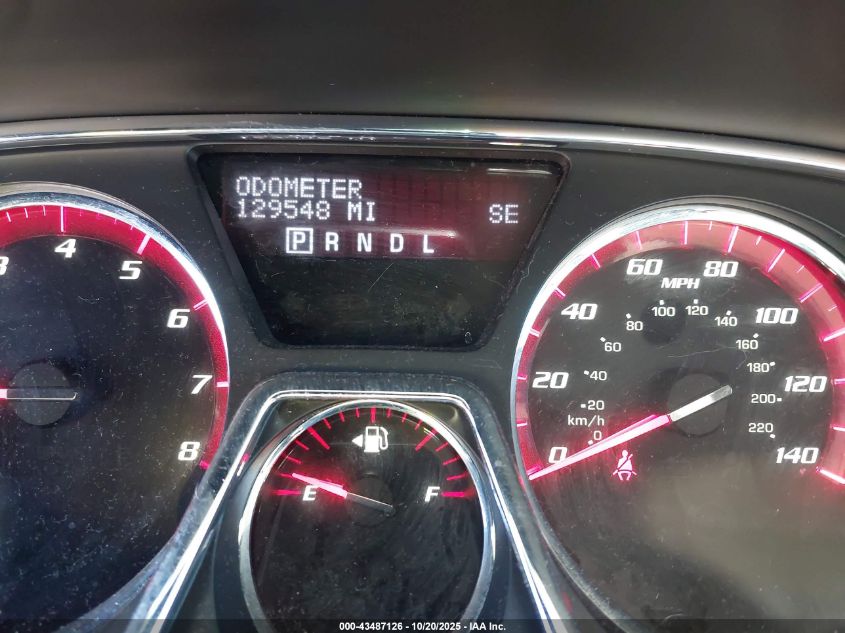 ODOMETER
129548 MI SE
P R N D L
3 4 5 6 7 8
E F
0 20 40 60 80 100 120 140
MPH
0 20 40 60 80 100 120 140 160 180 200 220
km/h
000-43487126 - 10/20/2025 - IAA Inc.